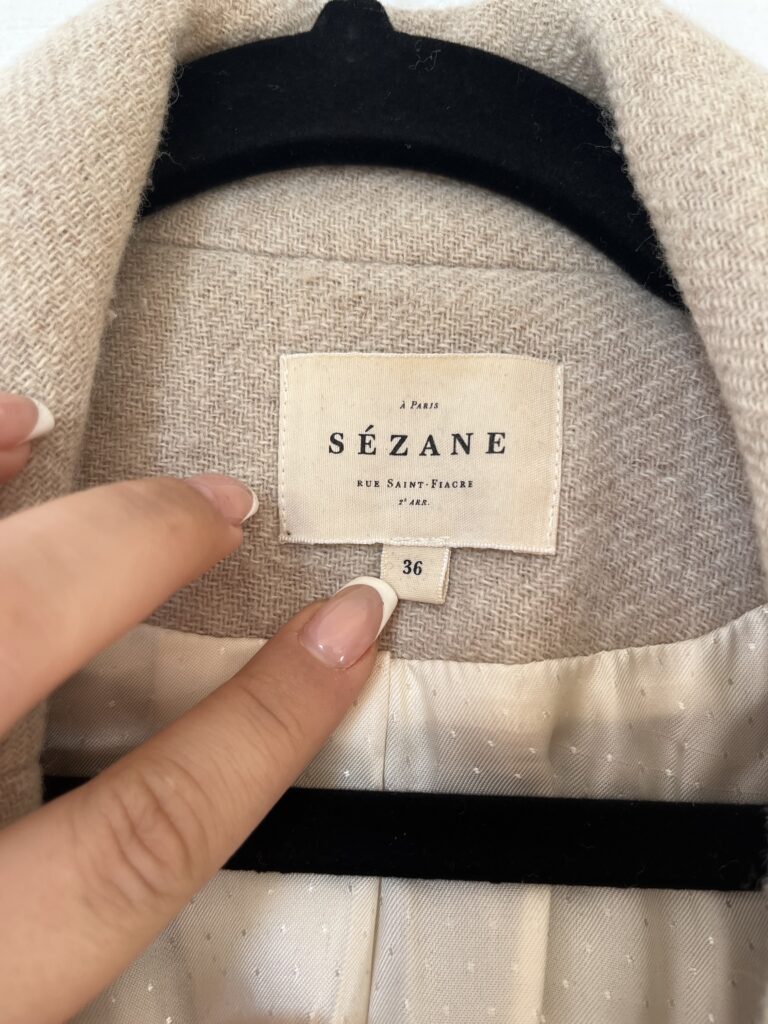 À Paris
SÉZANE
Rue Saint-Fiacre
2e Arr.
36